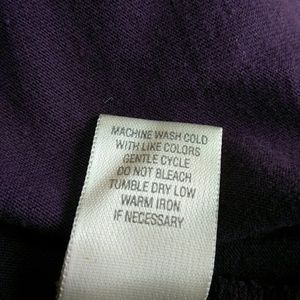 MACHINE WASH COLD
WITH LIKE COLORS
GENTLE CYCLE
DO NOT BLEACH
TUMBLE DRY LOW
WARM IRON
IF NECESSARY